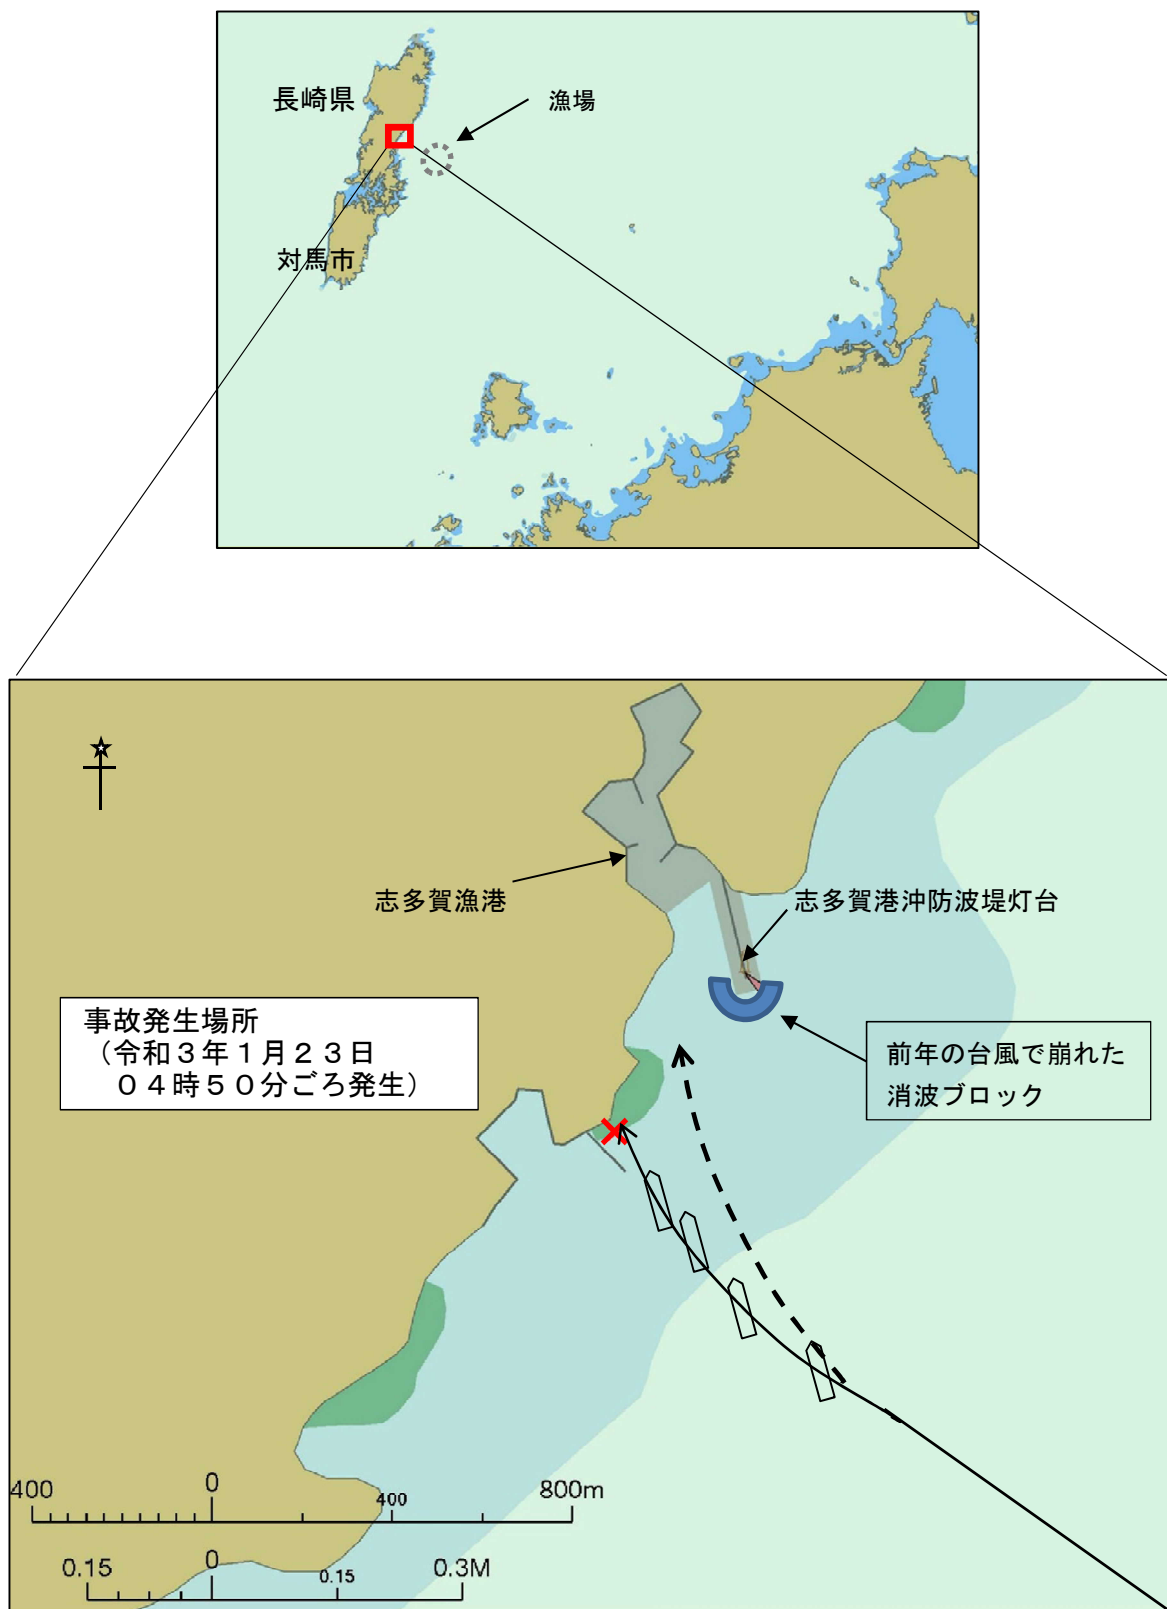 長崎県
漁場
対馬市
志多賀漁港
志多賀港沖防波堤灯台
事故発生場所
（令和３年１月２３日
０４時５０分ごろ発生）
前年の台風で崩れた
消波ブロック
400 0 400 800m
0.15 0 0.15 0.3M